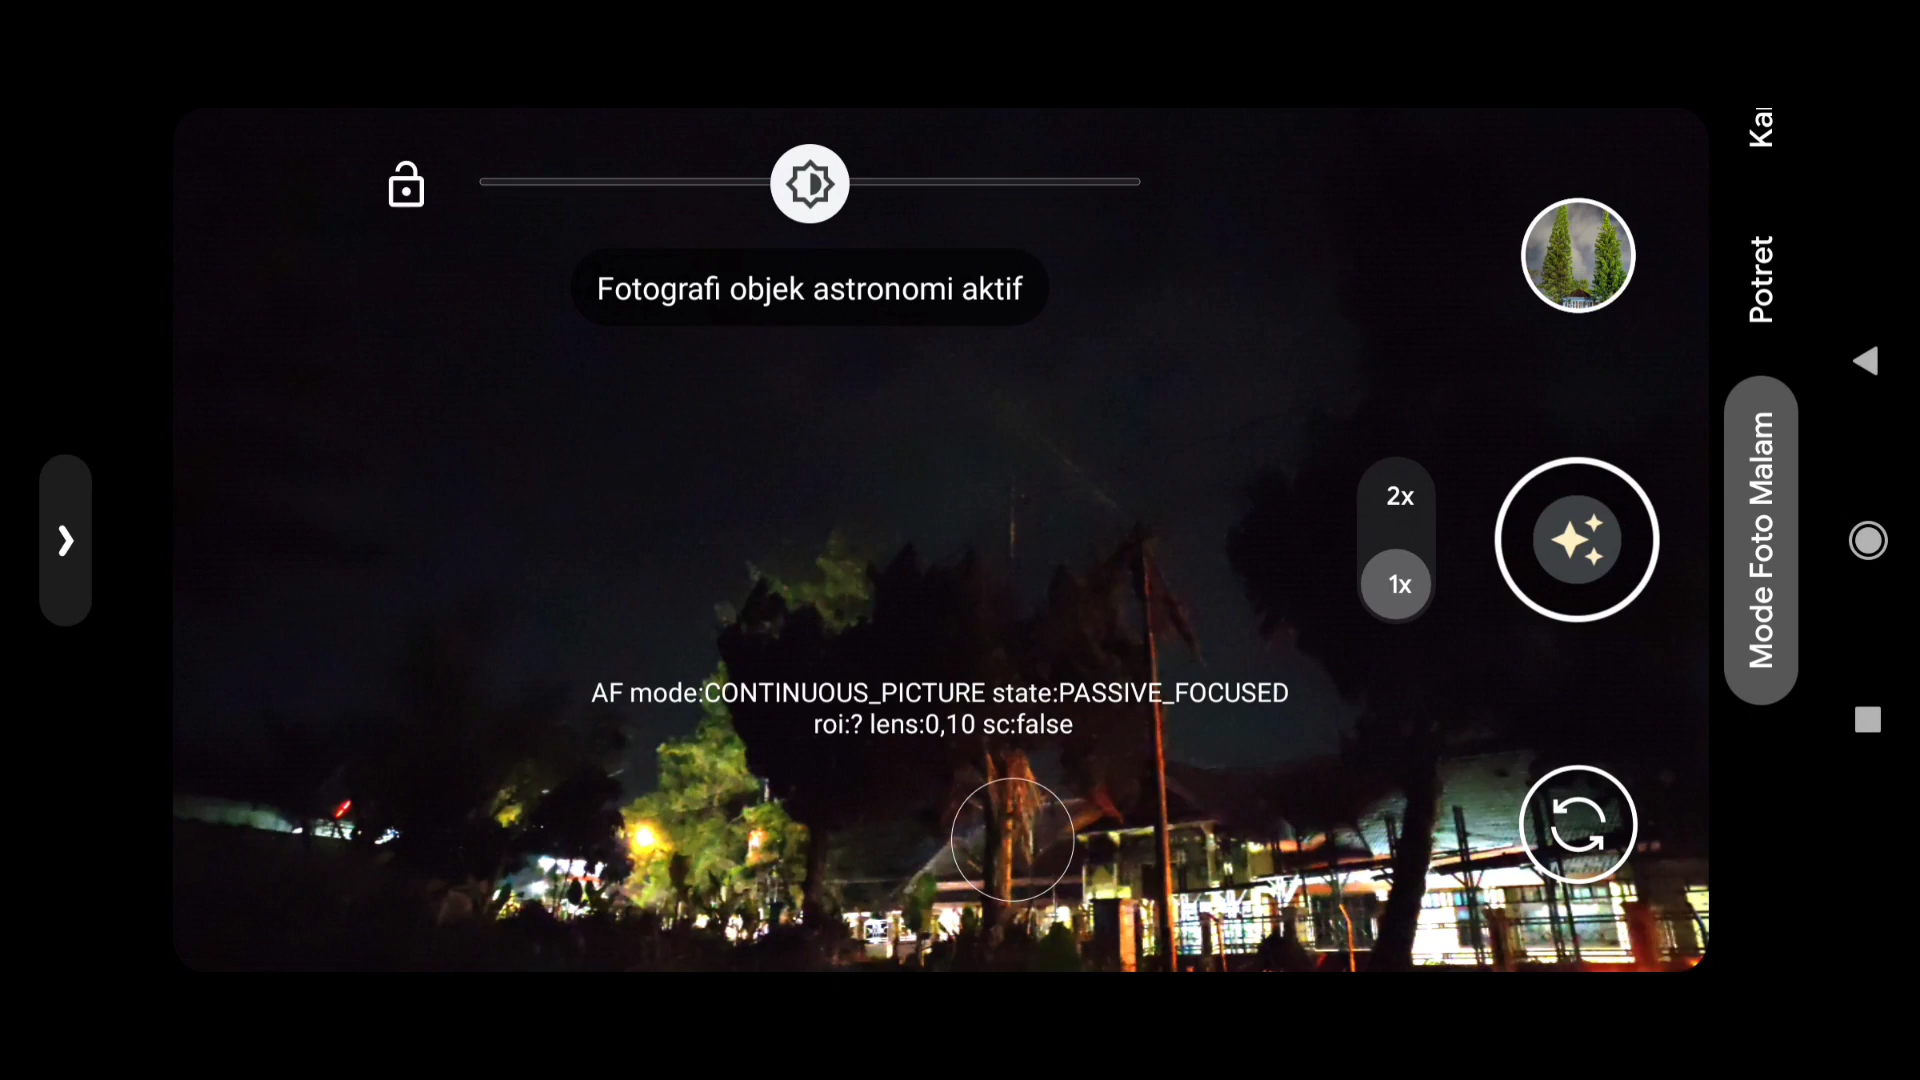 Fotografi objek astronomi aktif
2x
1x
AF mode:CONTINUOUS_PICTURE state:PASSIVE_FOCUSED
roi:? lens:0,10 sc:false
Potret
Mode Foto Malam